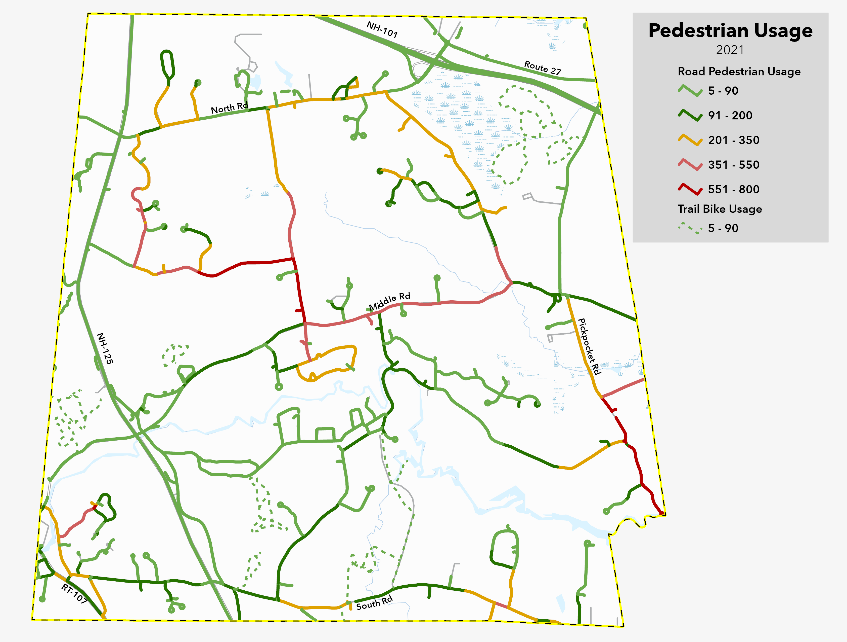 Pedestrian Usage
2021
Road Pedestrian Usage
5 - 90
91 - 200
201 - 350
351 - 550
551 - 800
Trail Bike Usage
5 - 90
NH-101
Route 27
North Rd
Middle Rd
Pickpocket Rd
NH-125
RT-107
South Rd